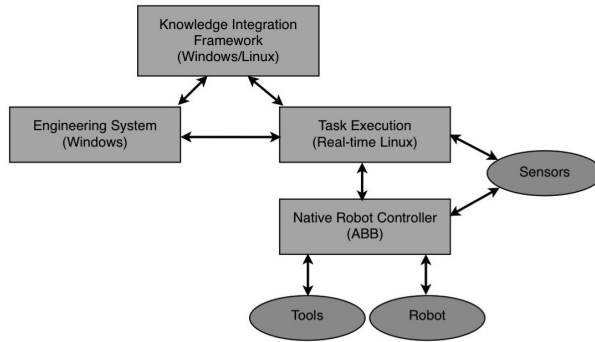 Knowledge Integration
Framework
(Windows/Linux)
Engineering System
(Windows)
Task Execution
(Real-time Linux)
Sensors
Native Robot Controller
(ABB)
Tools
Robot